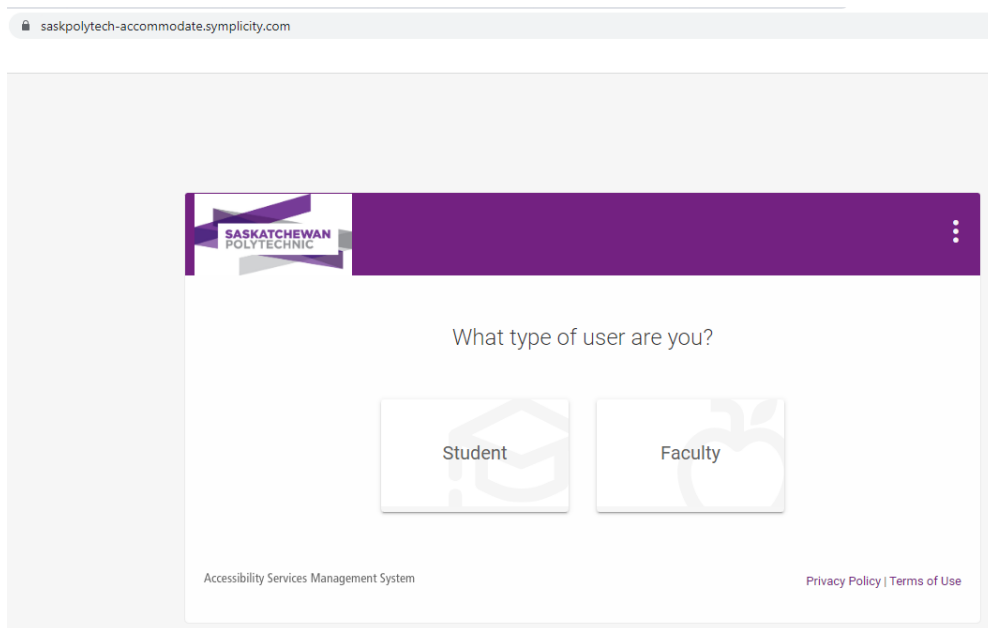 saskpolytech-accommodate.symplicity.com
SASKATCHEWAN
POLYTECHNIC
What type of user are you?
Student
Faculty
Accessibility Services Management System
Privacy Policy | Terms of Use